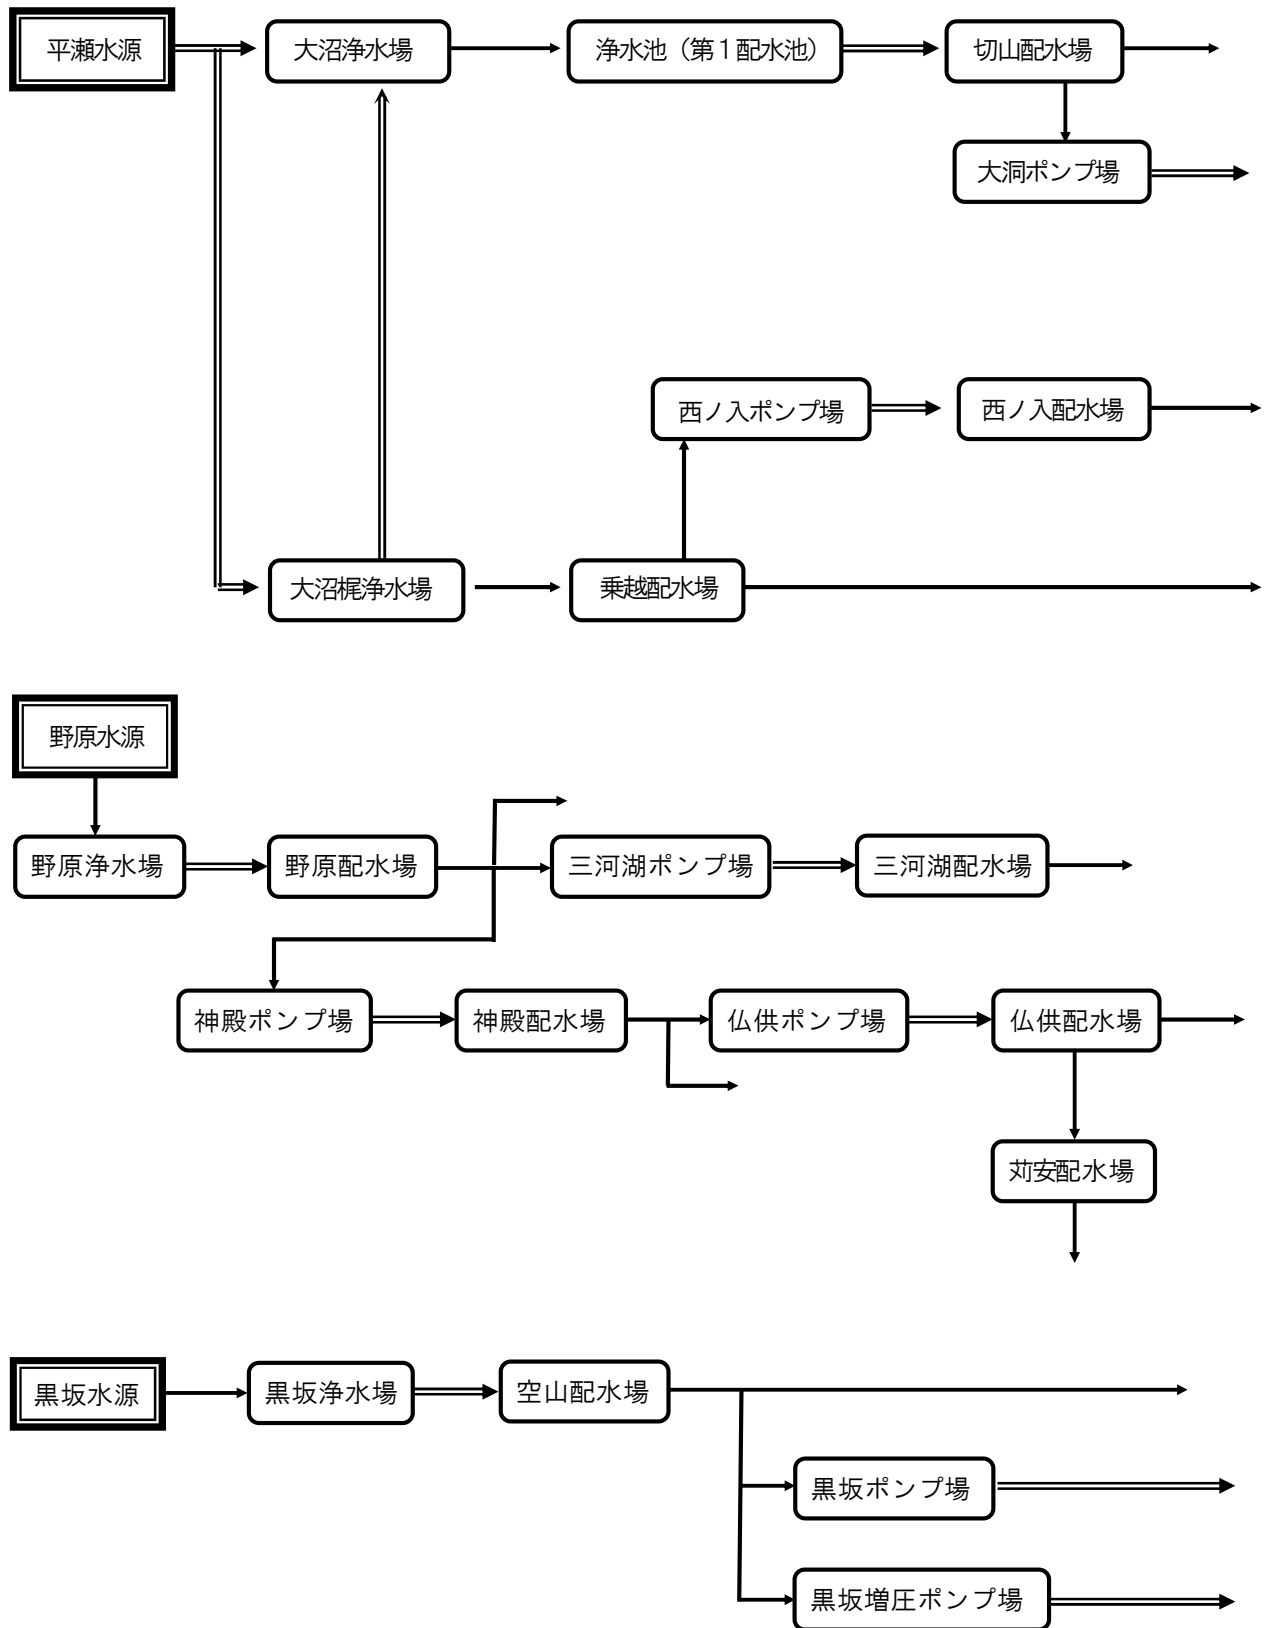 平瀬水源
大沼浄水場
浄水池（第１配水池）
切山配水場
大洞ポンプ場
西ノ入ポンプ場
西ノ入配水場
大沼梶浄水場
乗越配水場
野原水源
野原浄水場
野原配水場
三河湖ポンプ場
三河湖配水場
神殿ポンプ場
神殿配水場
仏供ポンプ場
仏供配水場
苅安配水場
黒坂水源
黒坂浄水場
空山配水場
黒坂ポンプ場
黒坂増圧ポンプ場